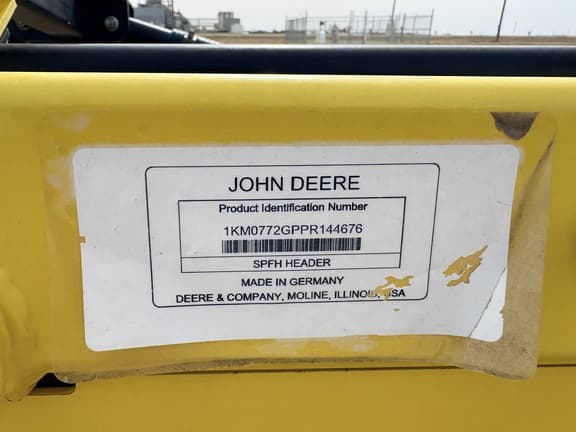 JOHN DEERE
Product Identification Number
1KM0772GPPR144676
SPFH HEADER
MADE IN GERMANY
DEERE & COMPANY, MOLINE, ILLINOIS, USA